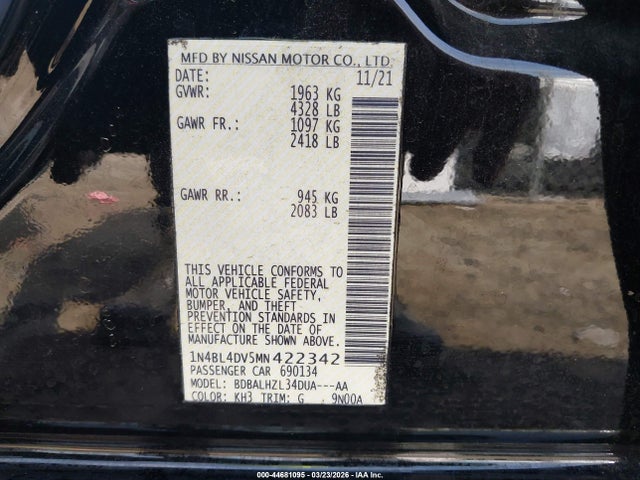 MFD BY NISSAN MOTOR CO., LTD.
DATE: 11/21
GVWR: 1963 KG
4328 LB
GAWR FR.: 1097 KG
2418 LB
GAWR RR.: 945 KG
2083 LB
THIS VEHICLE CONFORMS TO
ALL APPLICABLE FEDERAL
MOTOR VEHICLE SAFETY,
BUMPER, AND THEFT
PREVENTION STANDARDS IN
EFFECT ON THE DATE OF
MANUFACTURE SHOWN ABOVE.
1N4BL4DV5MN422342
PASSENGER CAR 690134
MODEL: BDBALHZL34DUA---AA
COLOR: KH3 TRIM: G 9N00A
000-44681095 - 03/23/2026 - IAA Inc.